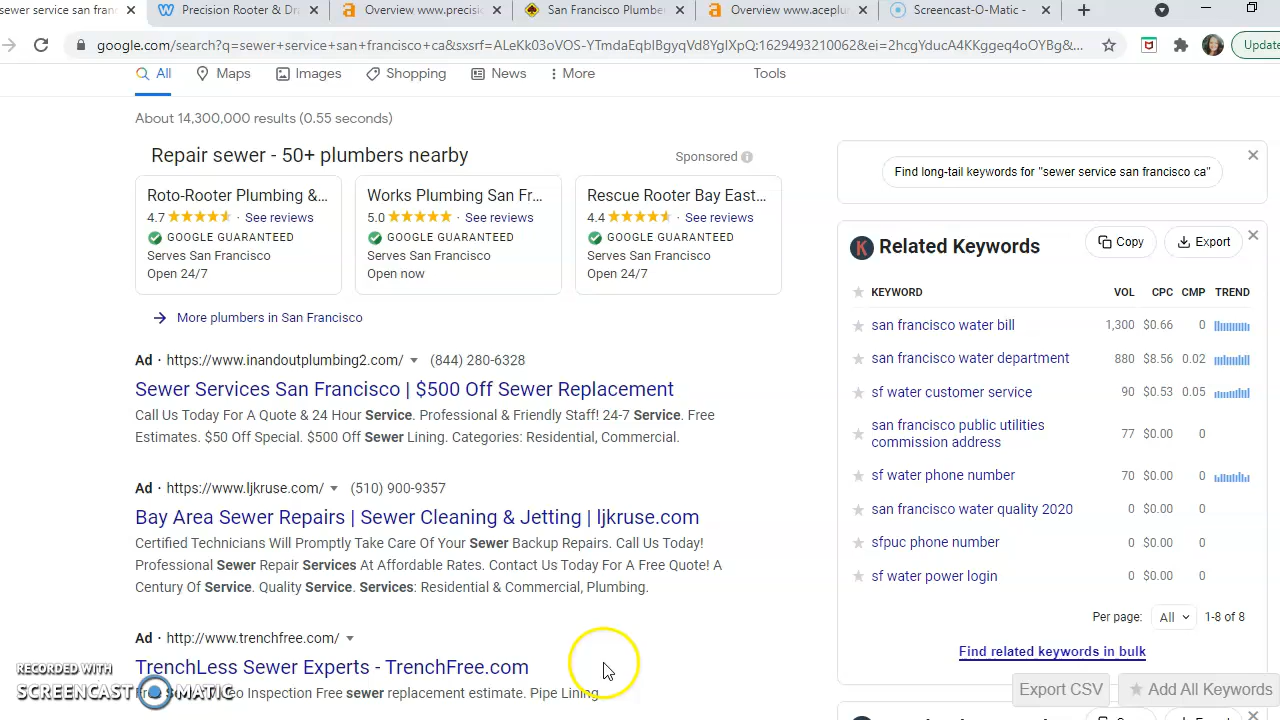 sewer service san fran
Precision Rooter & Dr
Overview www.precisi
San Francisco Plumbe
Overview www.aceplu
Screencast-O-Matic -
google.com/search?q=sewer+service+san+francisco+ca&sxsrf=ALeKk03oVOS-YTmdaEqbIBgyqVd8YgIXpQ:1629493210062&ei=2hcgYducA4KKggeq4oOYBg&...
Update
All
Maps
Images
Shopping
News
More
Tools
About 14,300,000 results (0.55 seconds)
Repair sewer - 50+ plumbers nearby
Sponsored
Roto-Rooter Plumbing &...
4.7 · See reviews
GOOGLE GUARANTEED
Serves San Francisco
Open 24/7
Works Plumbing San Fr...
5.0 · See reviews
GOOGLE GUARANTEED
Serves San Francisco
Open now
Rescue Rooter Bay East...
4.4 · See reviews
GOOGLE GUARANTEED
Serves San Francisco
Open 24/7
More plumbers in San Francisco
Ad · https://www.inandoutplumbing2.com/ (844) 280-6328
Sewer Services San Francisco | $500 Off Sewer Replacement
Call Us Today For A Quote & 24 Hour Service. Professional & Friendly Staff! 24-7 Service. Free
Estimates. $50 Off Special. $500 Off Sewer Lining. Categories: Residential, Commercial.
Ad · https://www.ljkruse.com/ (510) 900-9357
Bay Area Sewer Repairs | Sewer Cleaning & Jetting | ljkruse.com
Certified Technicians Will Promptly Take Care Of Your Sewer Backup Repairs. Call Us Today!
Professional Sewer Repair Services At Affordable Rates. Contact Us Today For A Free Quote! A
Century Of Service. Quality Service. Services: Residential & Commercial, Plumbing.
Ad · http://www.trenchfree.com/
TrenchLess Sewer Experts - TrenchFree.com
Inspection Free sewer replacement estimate. Pipe Lining
RECORDED WITH
SCREENCAST-O-MATIC
Find long-tail keywords for "sewer service san francisco ca"
K
Related Keywords
Copy
Export
KEYWORD VOL CPC CMP TREND
san francisco water bill 1,300 $0.66 0
san francisco water department 880 $8.56 0.02
sf water customer service 90 $0.53 0.05
san francisco public utilities
commission address 77 $0.00 0
sf water phone number 70 $0.00 0
san francisco water quality 2020 0 $0.00 0
sfpuc phone number 0 $0.00 0
sf water power login 0 $0.00 0
Per page: All 1-8 of 8
Find related keywords in bulk
Export CSV
Add All Keywords